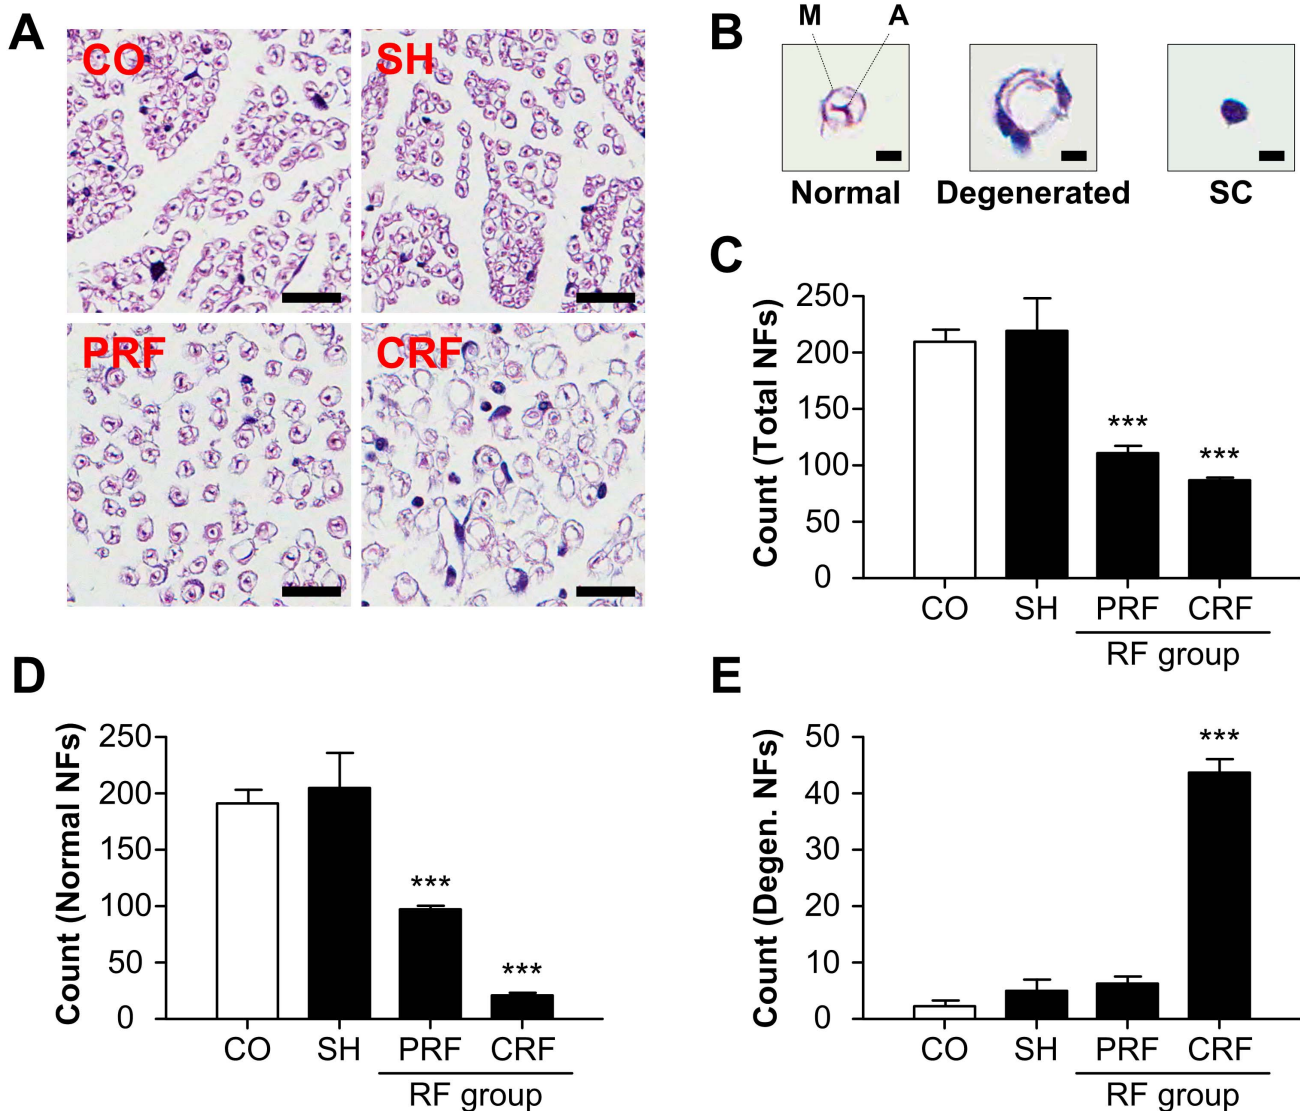 A
CO
SH
PRF
CRF
B
M A
Normal
Degenerated
SC
C
Count (Total NFs)
250
200
150
100
50
0
***
***
CO SH PRF CRF
RF group
D
Count (Normal NFs)
250
200
150
100
50
0
***
***
CO SH PRF CRF
RF group
E
Count (Degen. NFs)
50
40
30
20
10
0
***
CO SH PRF CRF
RF group